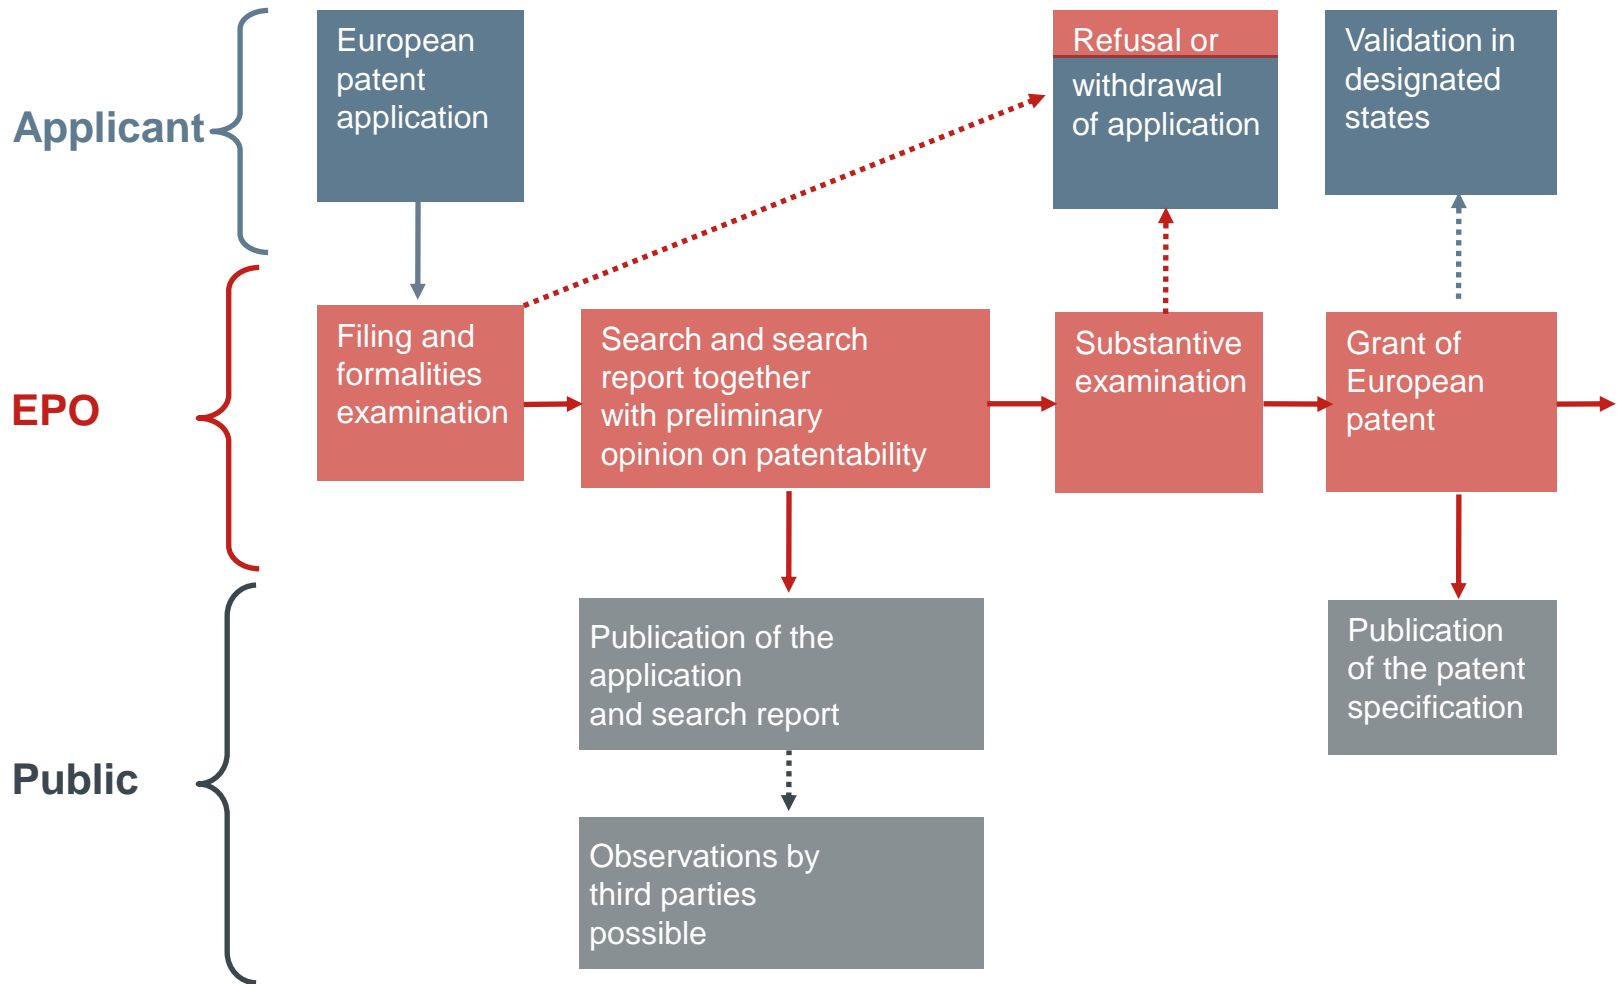 Applicant
European
patent
application
Refusal or
withdrawal
of application
Validation in
designated
states
EPO
Filing and
formalities
examination
Search and search
report together
with preliminary
opinion on patentability
Substantive
examination
Grant of
European
patent
Public
Publication of the
application
and search report
Publication
of the patent
specification
Observations by
third parties
possible